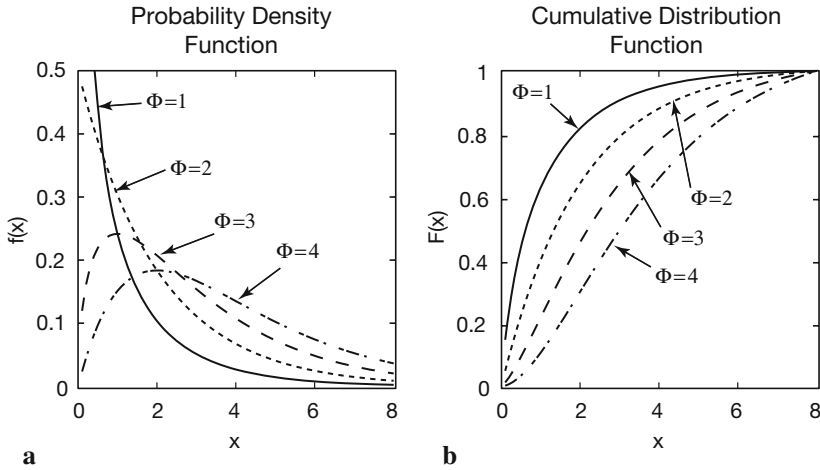 Probability Density
Function
0.5
0.4
0.3
0.2
0.1
0
f(x)
Φ=1
Φ=2
Φ=3
Φ=4
0
2
4
6
8
x
a
Cumulative Distribution
Function
1
0.8
0.6
0.4
0.2
0
F(x)
Φ=1
Φ=2
Φ=3
Φ=4
0
2
4
6
8
x
b